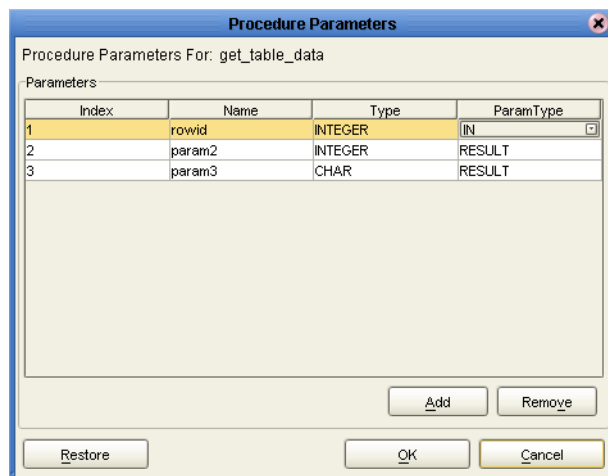 Procedure Parameters
Procedure Parameters For: get_table_data
Parameters
Index Name Type ParamType
1 rowid INTEGER IN
2 param2 INTEGER RESULT
3 param3 CHAR RESULT
Add Remove
Restore OK Cancel